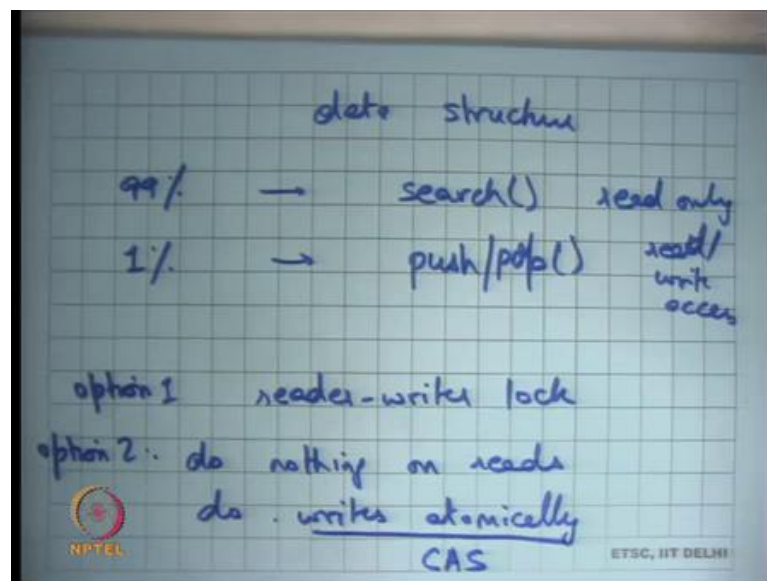 data structure
99% → search() read only
1% → push/pop() read/
write
access
option 1 reader-writer lock
option 2: do nothing on reads
do writes atomically
CAS
NPTEL
ETSC, IIT DELHI